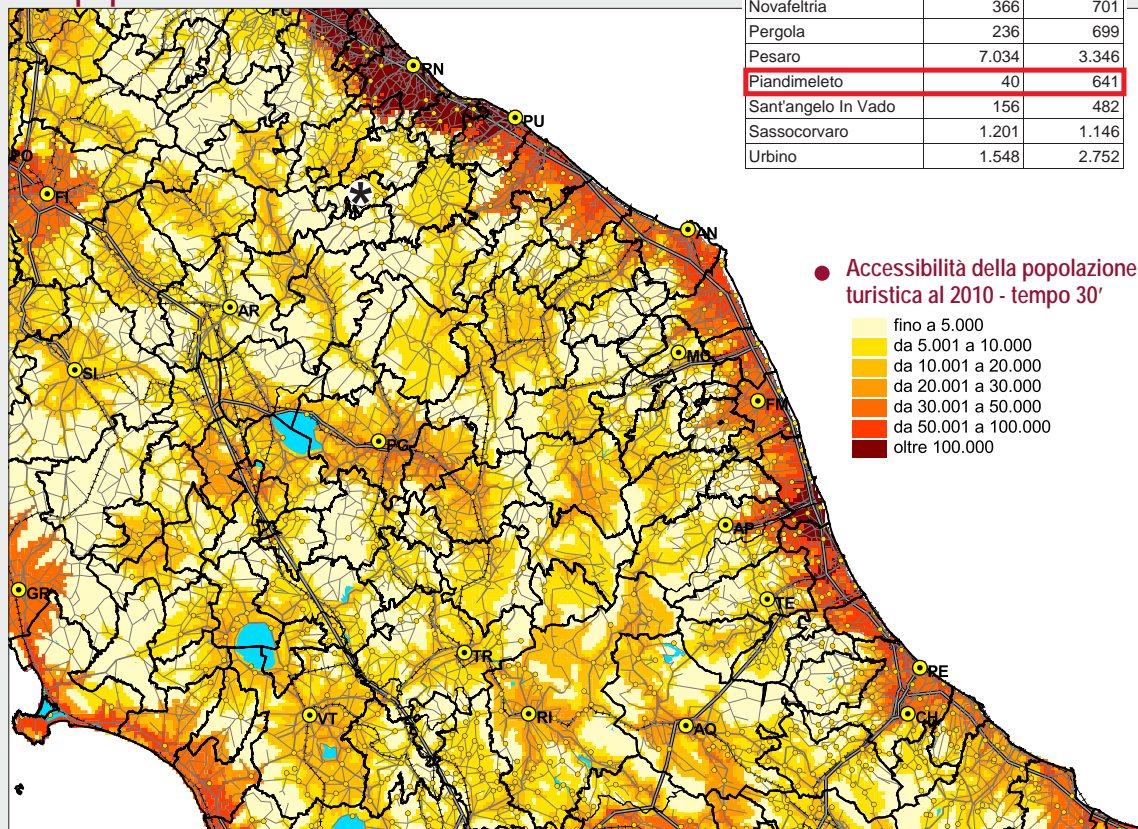 Novafeltria 366 701
Pergola 236 699
Pesaro 7.034 3.346
Piandimeleto 40 641
Sant'angelo In Vado 156 482
Sassocorvaro 1.201 1.146
Urbino 1.548 2.752
RN
PU
FI
AN
AR
MC
SI
FM
PG
AP
GR
TE
TR
PE
VT
RI
AQ
CH
Accessibilità della popolazione
turistica al 2010 - tempo 30'
fino a 5.000
da 5.001 a 10.000
da 10.001 a 20.000
da 20.001 a 30.000
da 30.001 a 50.000
da 50.001 a 100.000
oltre 100.000